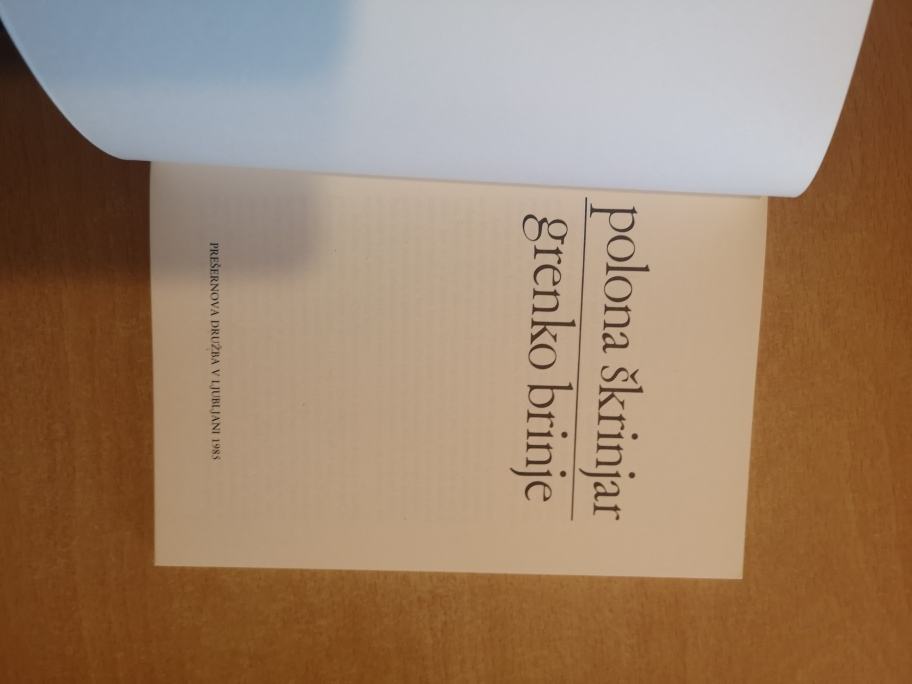 polona škrinjar
grenko brinje
PREŠERNOVA DRUŽBA V LJUBLJANI 1985